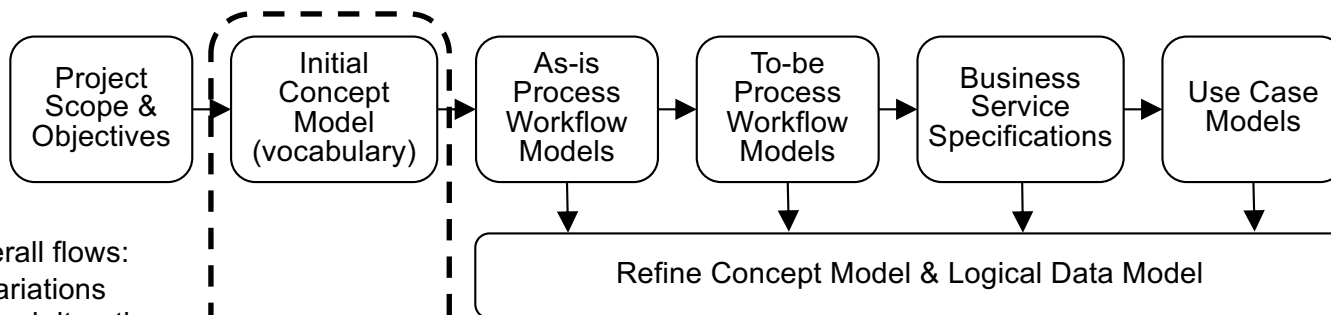 Project
Scope &
Objectives
Initial
Concept
Model
(vocabulary)
As-is
Process
Workflow
Models
To-be
Process
Workflow
Models
Business
Service
Specifications
Use Case
Models
erall flows:
ariations
Refine Concept Model & Logical Data Model